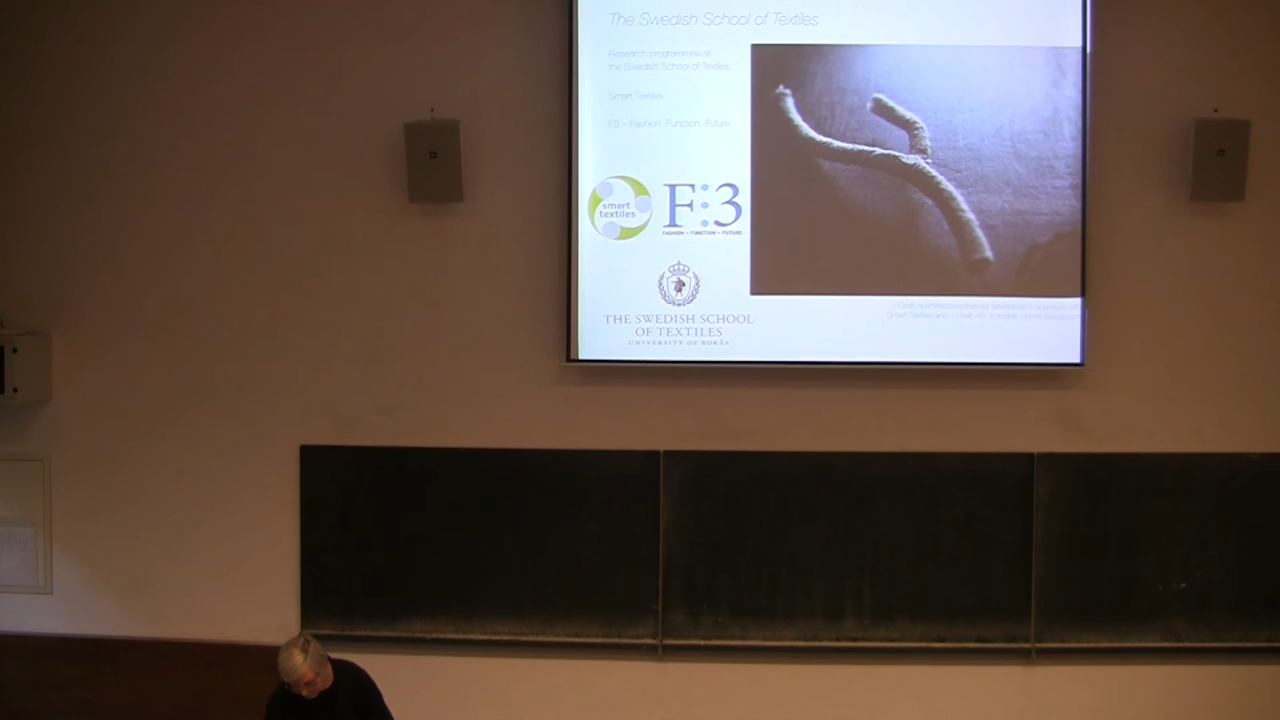 The Swedish School of Textiles
Research programmes at
the Swedish School of Textiles:
Smart Textiles
F3 – Fashion, Function, Future
smart
textiles
F:3
FASHION – FUNCTION – FUTURE
THE SWEDISH SCHOOL
OF TEXTILES
UNIVERSITY OF BORÅS